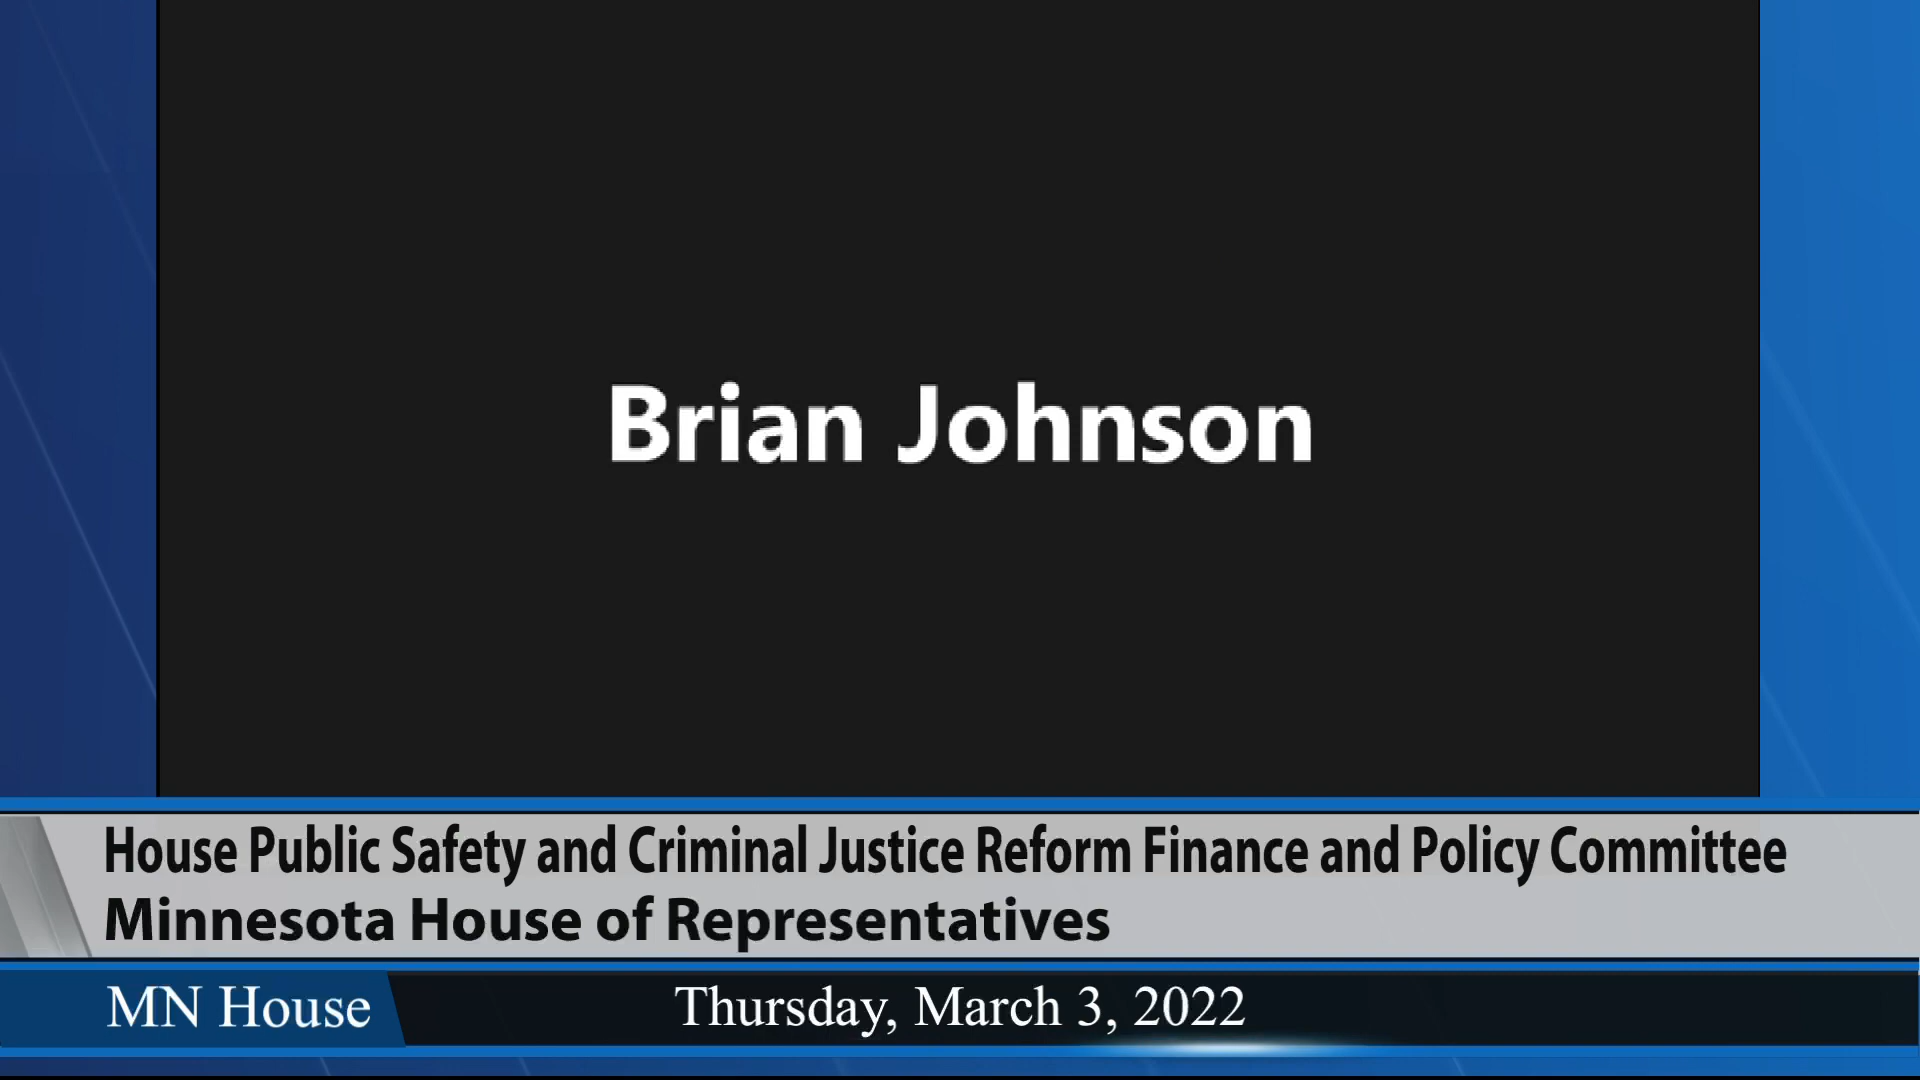 Brian Johnson
House Public Safety and Criminal Justice Reform Finance and Policy Committee
Minnesota House of Representatives
MN House
Thursday, March 3, 2022